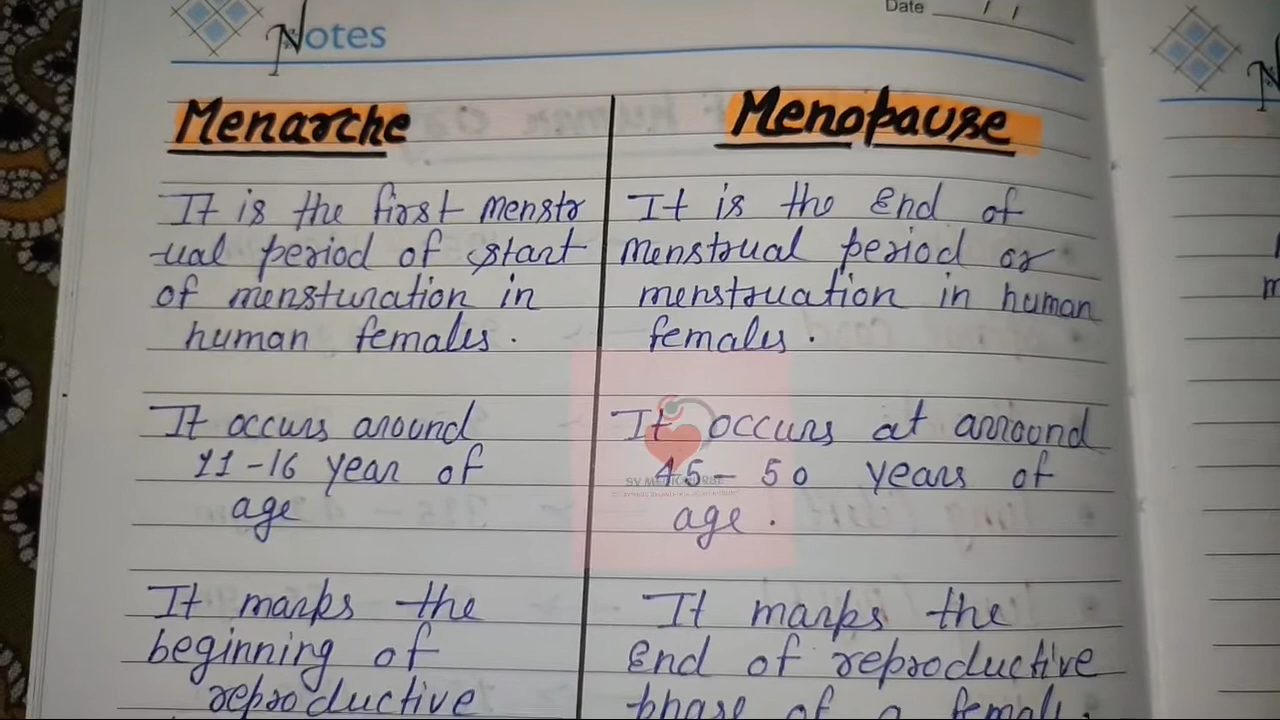 Notes
Date
Menarche
It is the first menstr
ual period of start
of mensturation in
human females.
It occurs around
11-16 year of
age
It marks the
beginning of
reproductive
Menopause
It is the End of
menstrual period or
menstruation in human
females.
It occurs at arround
45-50 years of
age.
It marks the
End of reproductive
phase of a female.